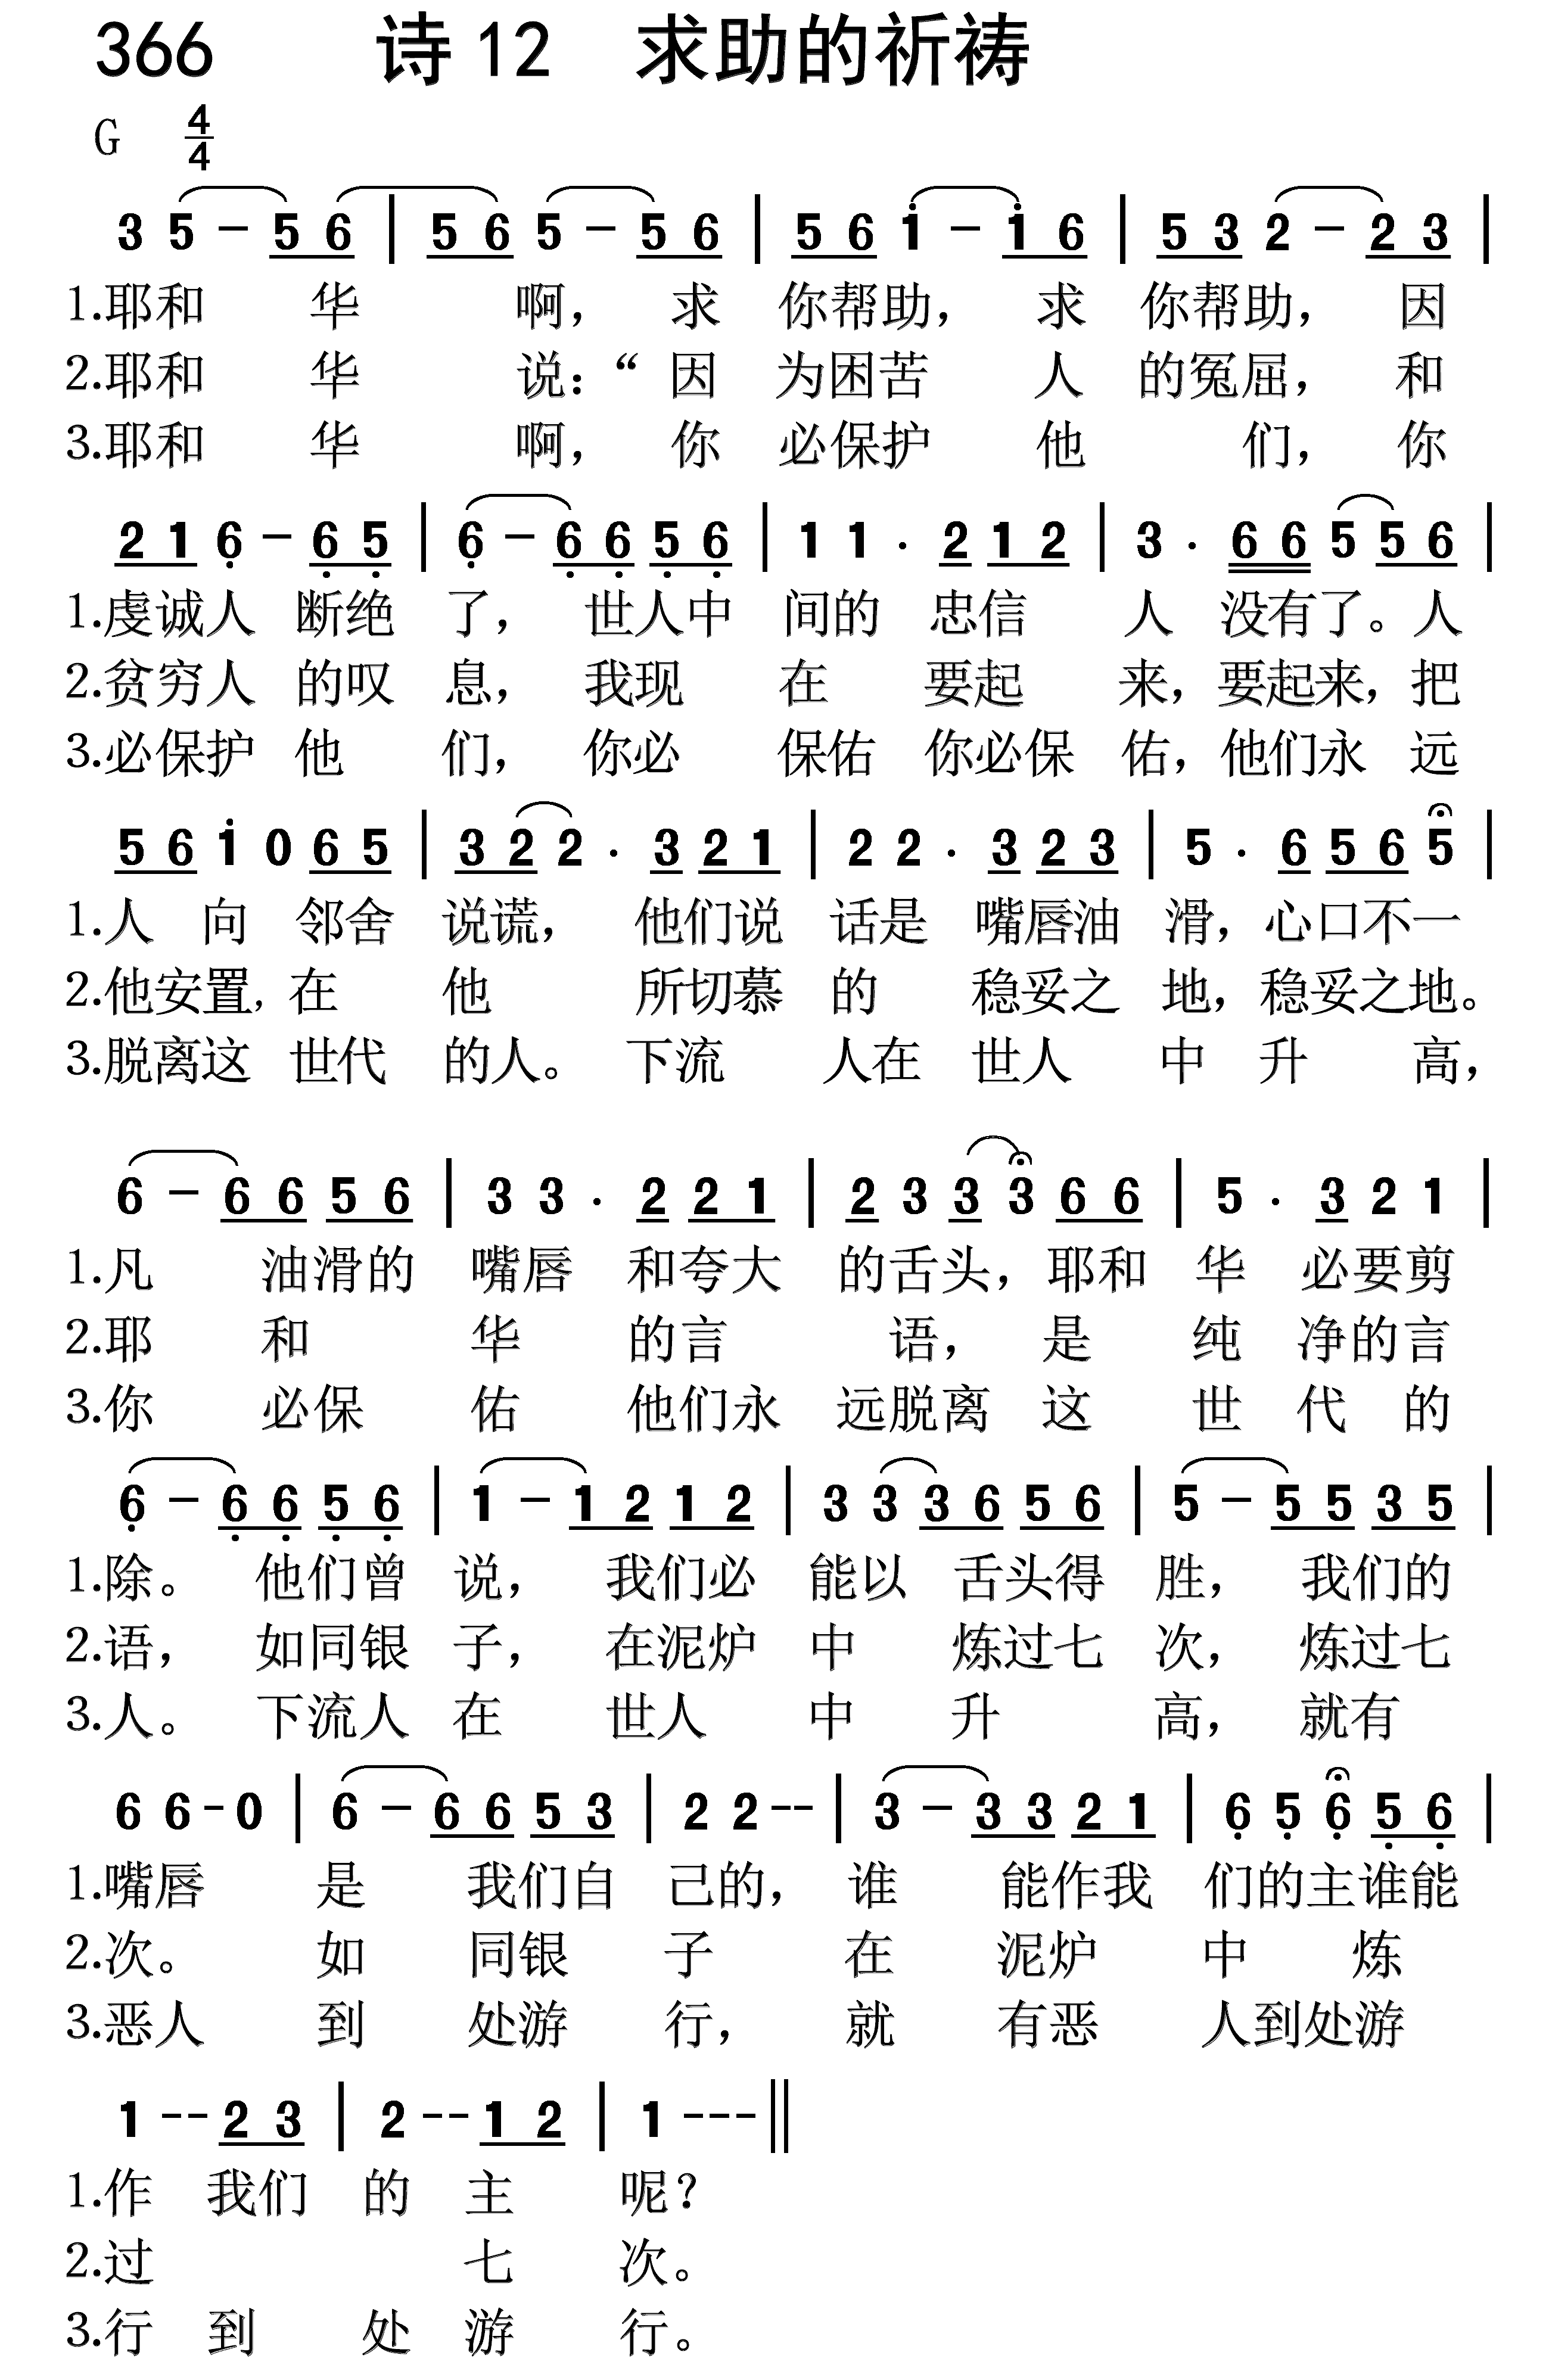 366 诗 12 求助的祈祷
G 4/4
3 5 - 5 6 | 5 6 5 - 5 6 | 5 6 i - i 6 | 5 3 2 - 2 3 |
1.耶和 华 啊， 求 你帮助， 求 你帮助， 因
2.耶和 华 说：“ 因 为困苦 人 的冤屈， 和
3.耶和 华 啊， 你 必保护 他 们， 你
2 1 6 - 6 5 | 6 - 6 6 5 6 | 1 1 · 2 1 2 | 3 · 6 6 5 5 6 |
1.虔诚人 断绝 了， 世人中 间的 忠信 人 没有了。人
2.贫穷人 的叹 息， 我现 在 要起 来，要起来，把
3.必保护 他 们， 你必 保佑 你必保 佑，他们永 远
5 6 i 0 6 5 | 3 2 2 · 3 2 1 | 2 2 · 3 2 3 | 5 · 6 5 6 5 |
1.人 向 邻舍 说谎， 他们说 话是 嘴唇油 滑，心口不一
2.他安置, 在 他 所切慕 的 稳妥之 地，稳妥之地。
3.脱离这 世代 的人。 下流 人在 世人 中 升 高，
6 - 6 6 5 6 | 3 3 · 2 2 1 | 2 3 3 3 6 6 | 5 · 3 2 1 |
1.凡 油滑的 嘴唇 和夸大 的舌头，耶和 华 必要剪
2.耶 和 华 的言 语， 是 纯 净的言
3.你 必保 佑 他们永 远脱离 这 世 代 的
6 - 6 6 5 6 | 1 - 1 2 1 2 | 3 3 3 6 5 6 | 5 - 5 5 3 5 |
1.除。 他们曾 说， 我们必 能以 舌头得 胜， 我们的
2.语， 如同银 子， 在泥炉 中 炼过七 次， 炼过七
3.人。 下流人 在 世人 中 升 高， 就有
6 6 - 0 | 6 - 6 6 5 3 | 2 2 - - | 3 - 3 3 2 1 | 6 5 6 5 6 |
1.嘴唇 是 我们自 己的， 谁 能作我 们的主谁能
2.次。 如 同银 子 在 泥炉 中 炼
3.恶人 到 处游 行， 就 有恶 人到处游
1 - - 2 3 | 2 - - 1 2 | 1 - - - ||
1.作 我们 的 主 呢？
2.过 七 次。
3.行 到 处 游 行。